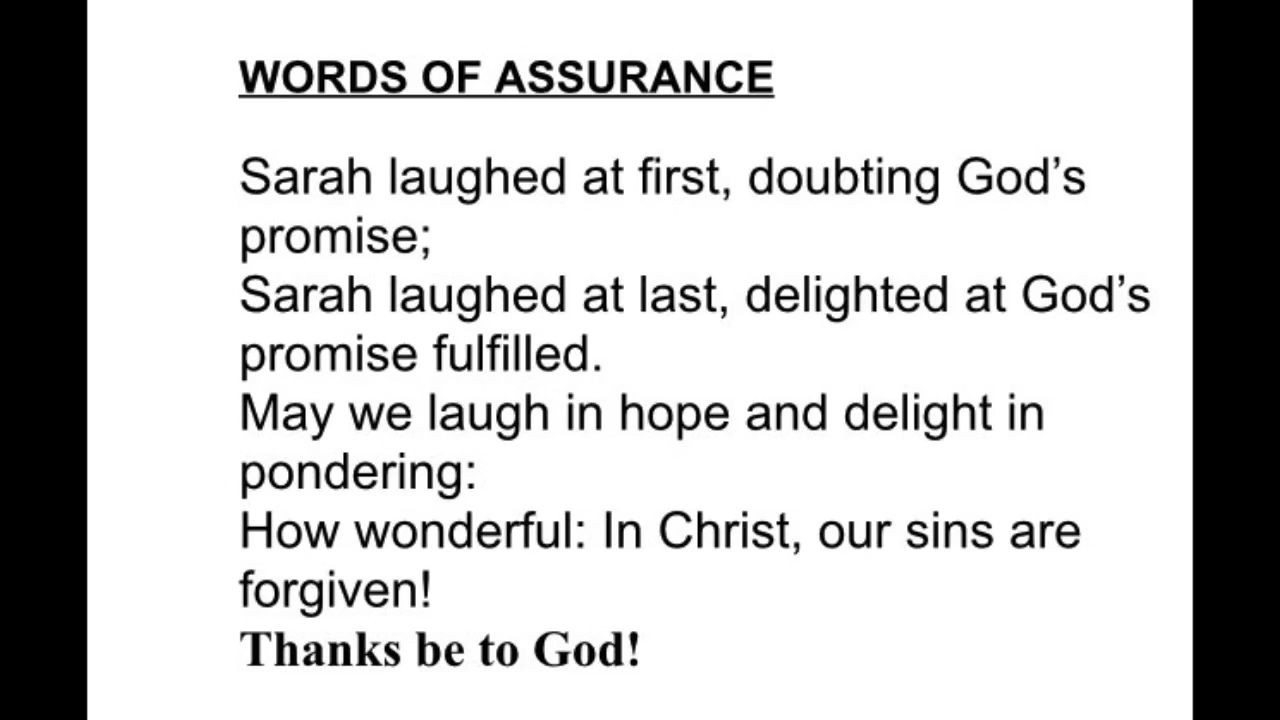 WORDS OF ASSURANCE
Sarah laughed at first, doubting God’s
promise;
Sarah laughed at last, delighted at God’s
promise fulfilled.
May we laugh in hope and delight in
pondering:
How wonderful: In Christ, our sins are
forgiven!
Thanks be to God!